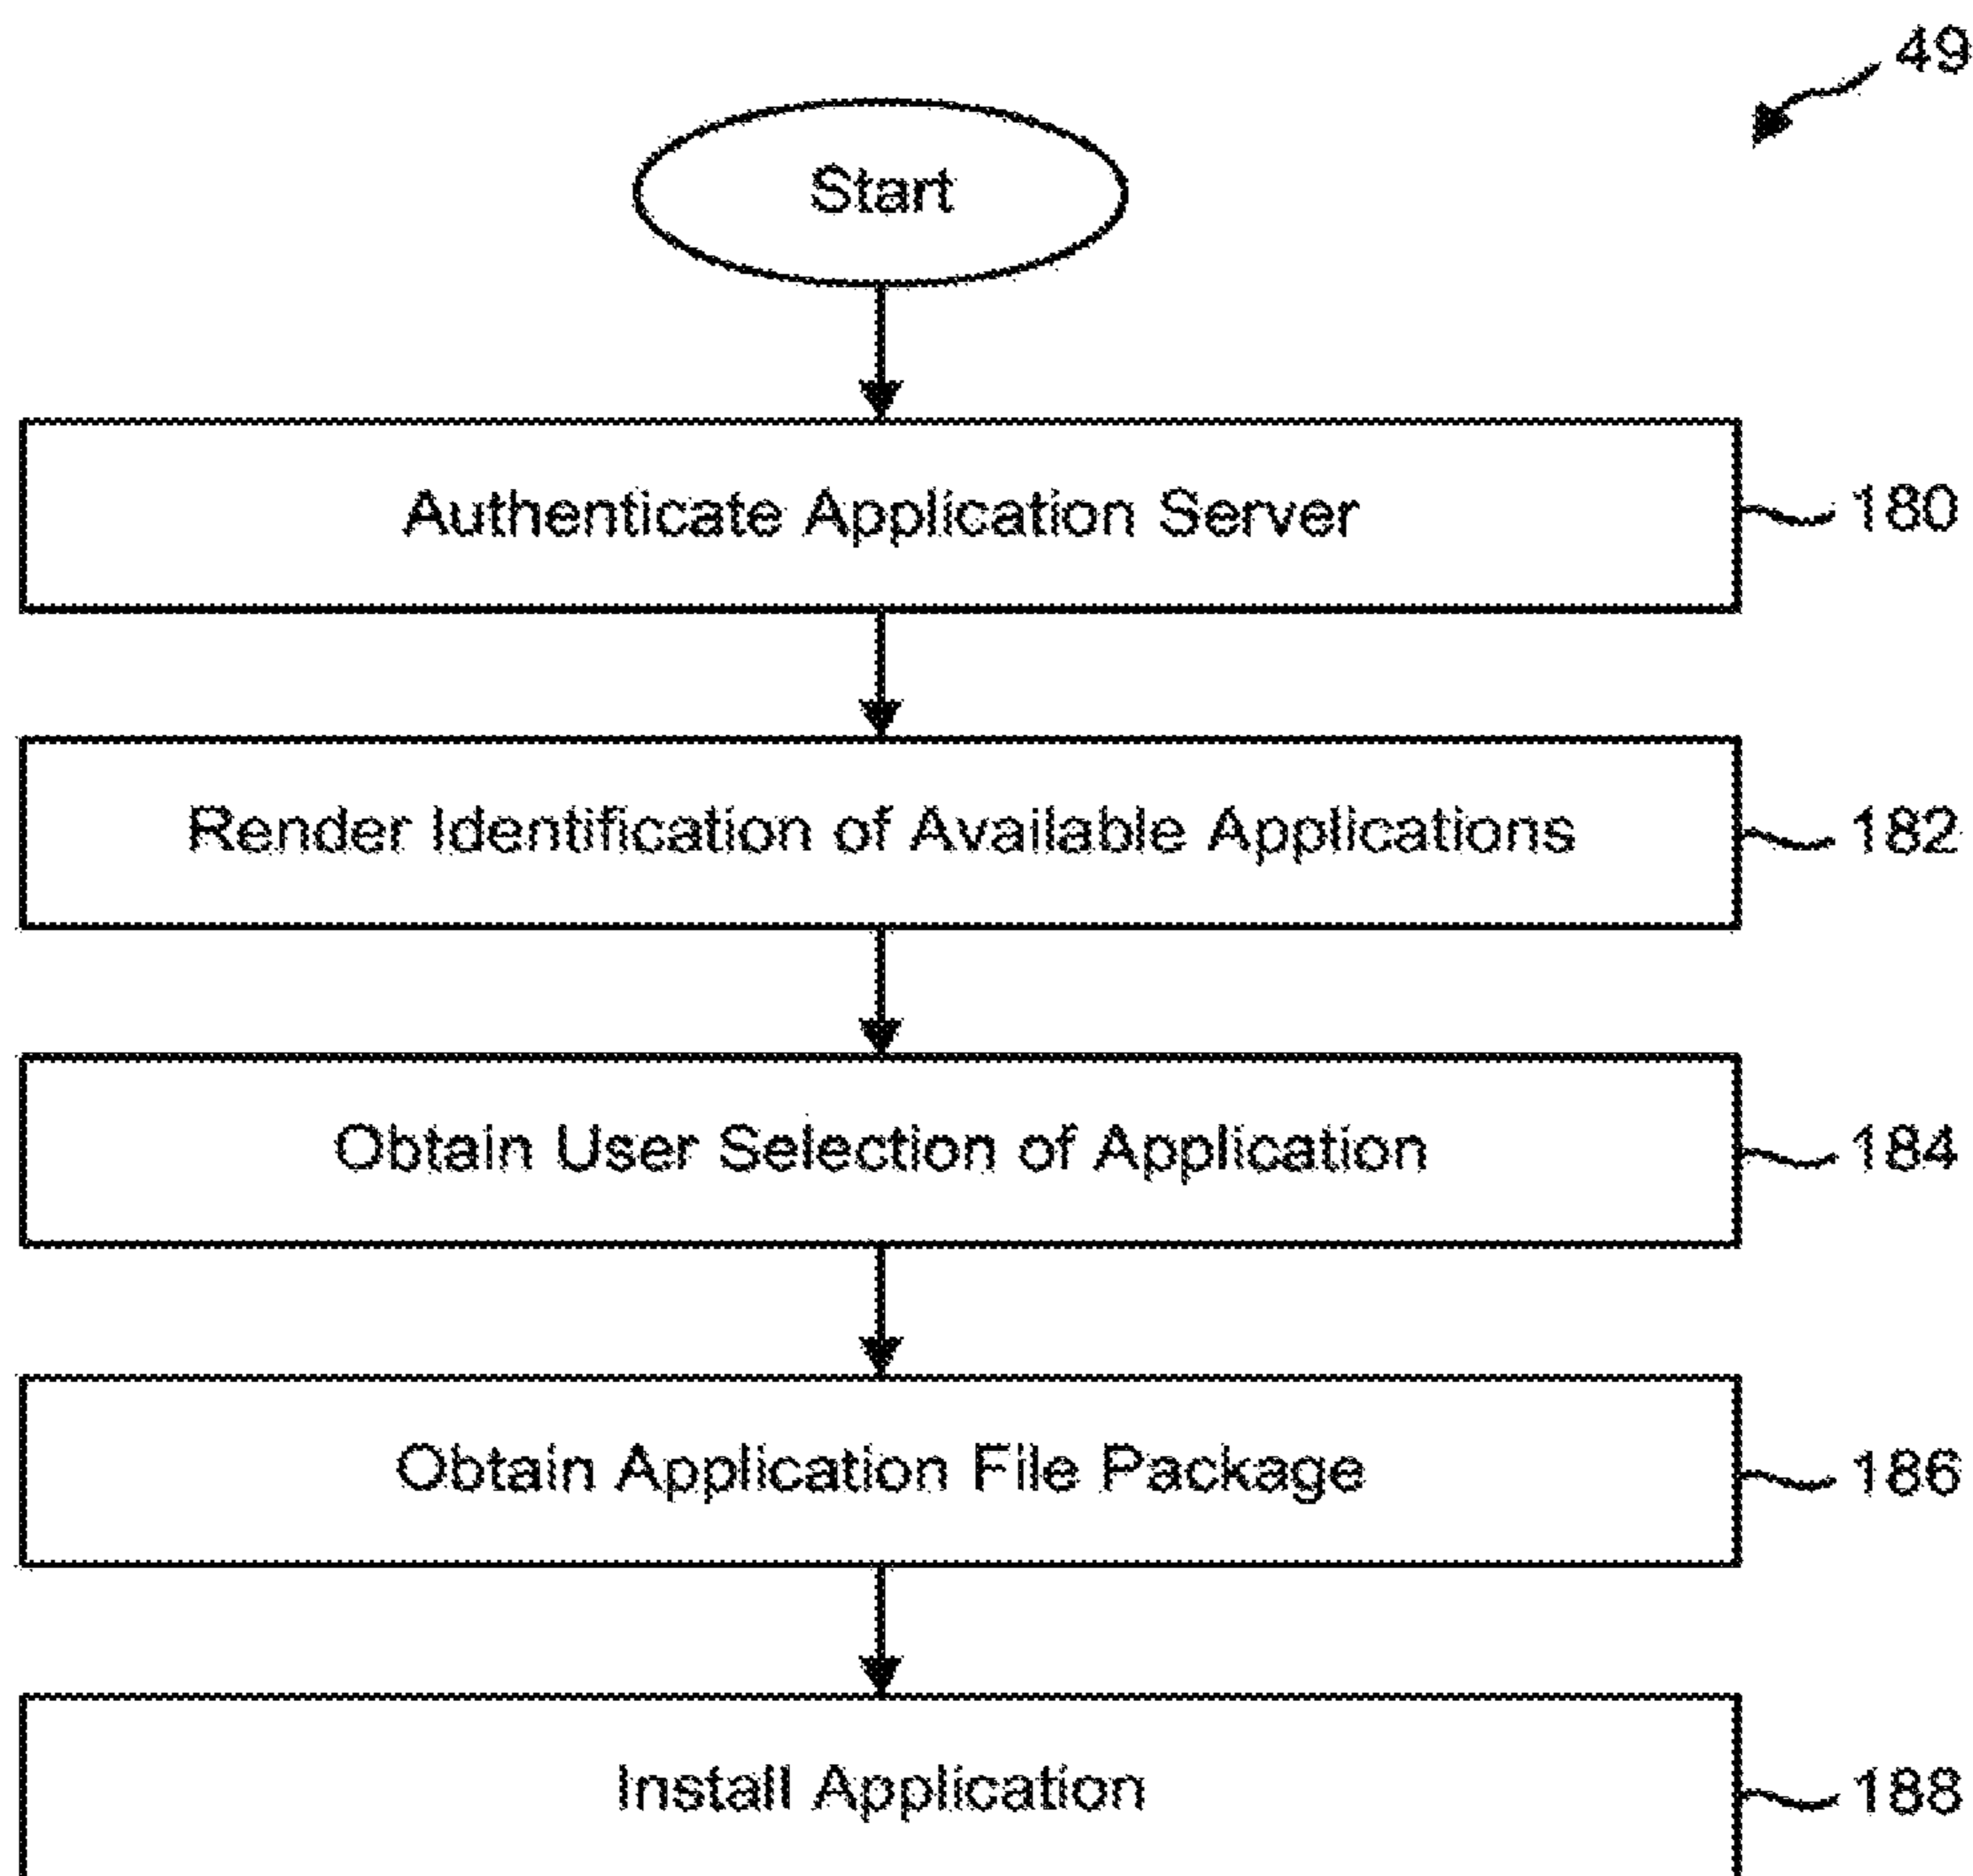 49
Start
Authenticate Application Server
180
Render Identification of Available Applications
182
Obtain User Selection of Application
184
Obtain Application File Package
186
Install Application
188